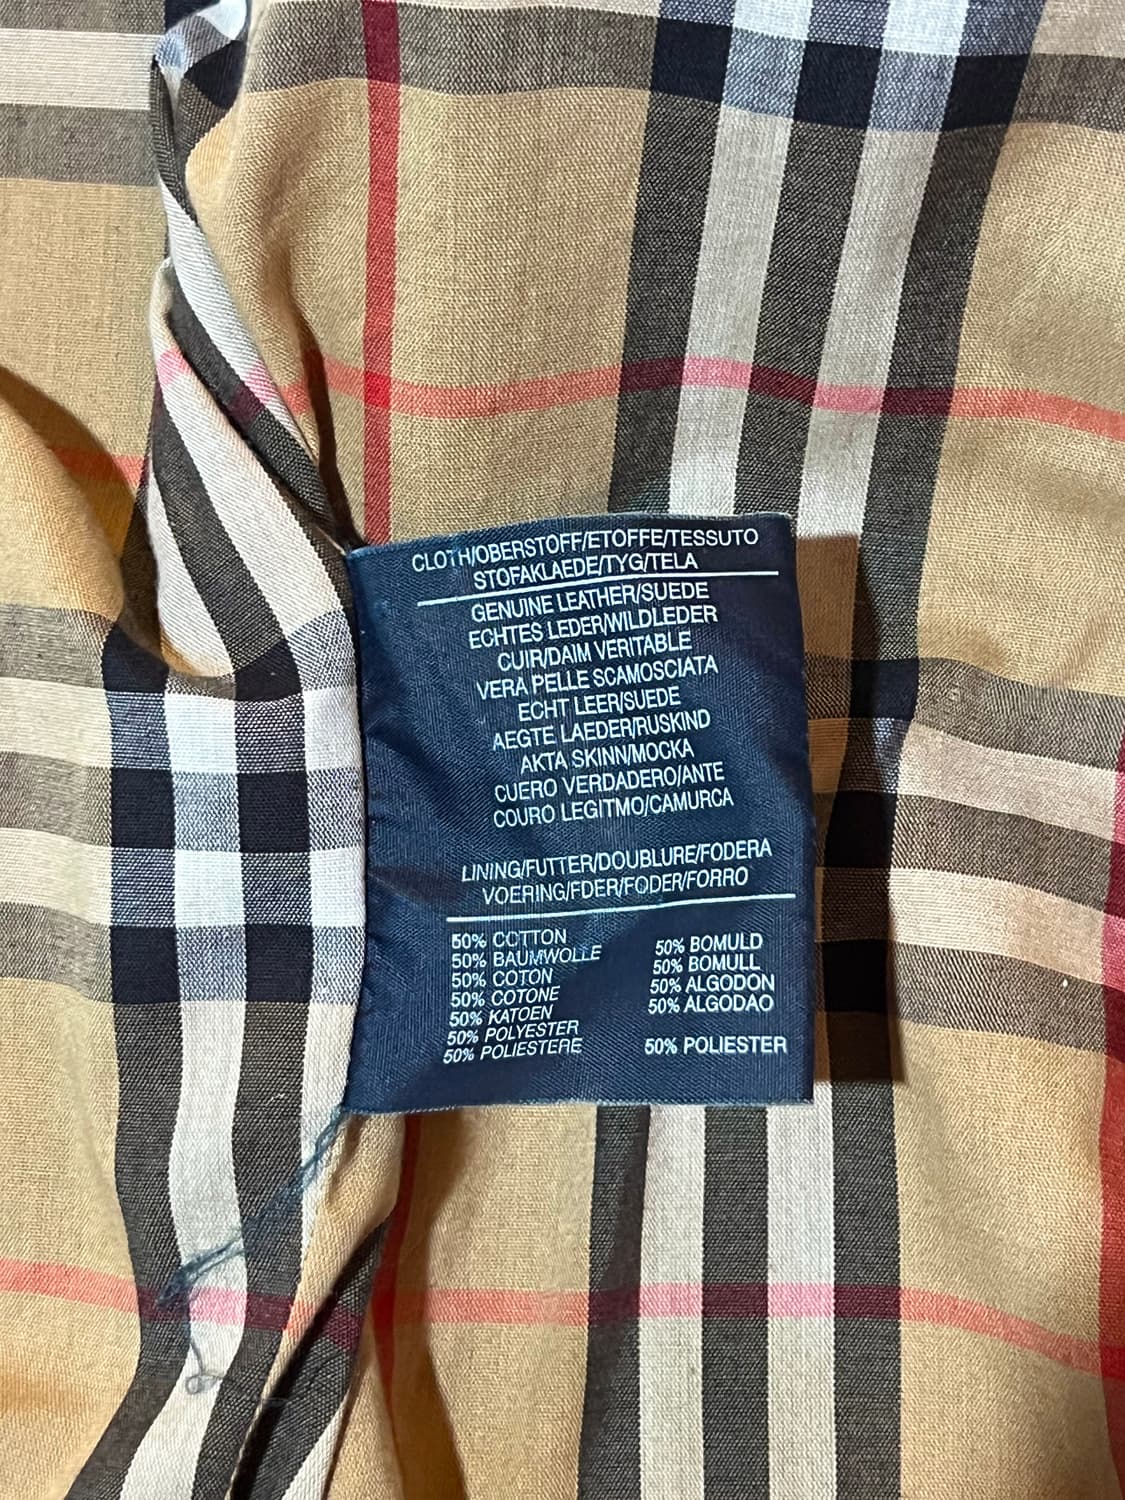 CLOTH/OBERSTOFF/ETOFFE/TESSUTO
STOFAKLAEDE/TYG/TELA
GENUINE LEATHER/SUEDE
ECHTES LEDER/WILDLEDER
CUIR/DAIM VERITABLE
VERA PELLE SCAMOSCIATA
ECHT LEER/SUEDE
AEGTE LAEDER/RUSKIND
AKTA SKINN/MOCKA
CUERO VERDADERO/ANTE
COURO LEGITMO/CAMURCA
LINING/FUTTER/DOUBLURE/FODERA
VOERING/FDER/FODER/FORRO
50% COTTON
50% BAUMWOLLE
50% COTON
50% COTONE
50% KATOEN
50% POLYESTER
50% POLIESTERE
50% BOMULD
50% BOMULL
50% ALGODON
50% ALGODAO
50% POLIESTER